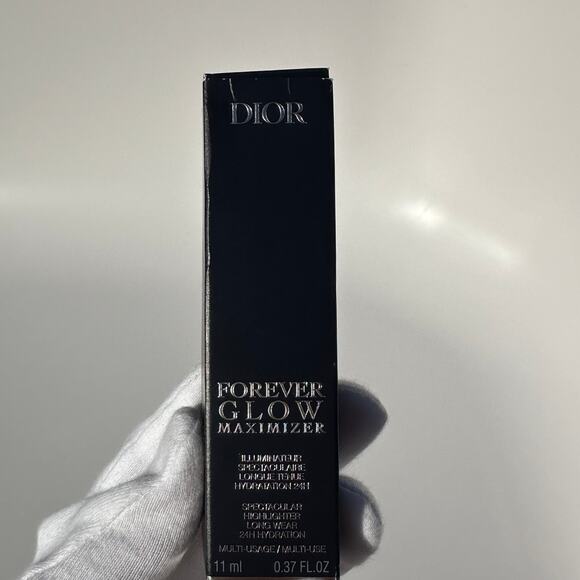 DIOR
FOREVER
GLOW
MAXIMIZER
ILLUMINATEUR
SPECTACULAIRE
LONGUE TENUE
HYDRATATION 24H
SPECTACULAR
HIGHLIGHTER
LONG WEAR
24H HYDRATION
MULTI-USAGE / MULTI-USE
11 ml 0.37 FL.OZ